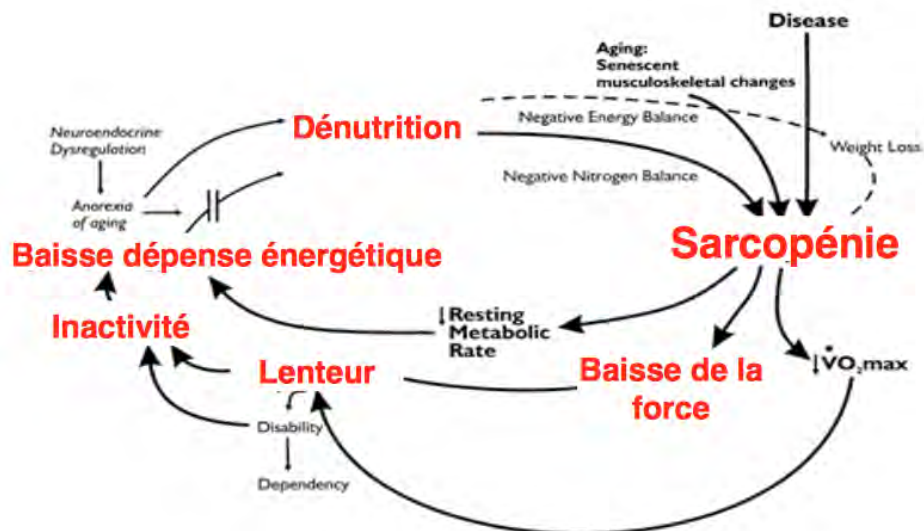 Disease
Aging:
Senescent
musculoskeletal changes
Neuroendocrine
Dysregulation
Dénutrition
Negative Energy Balance
Weight Loss
Negative Nitrogen Balance
Anorexia
of aging
Sarcopénie
Baisse dépense énergétique
Inactivité
↓Resting
Metabolic
Rate
Lenteur
Baisse de la
force
↓V̇O₂max
Disability
Dependency